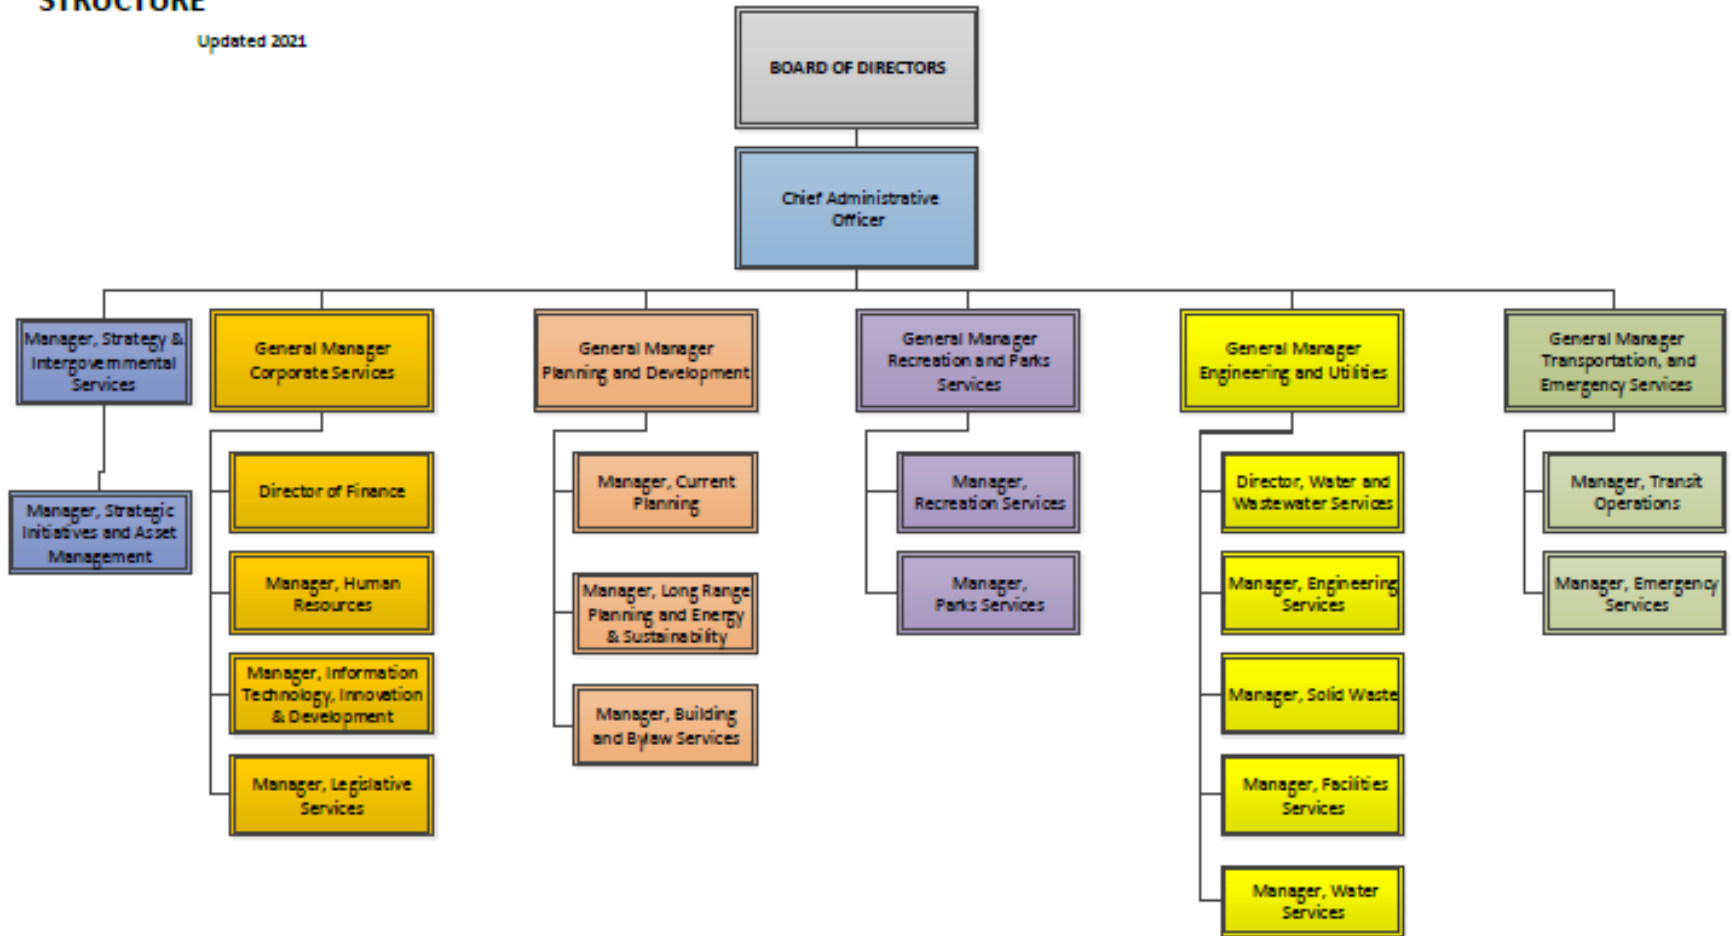 STRUCTURE
Updated 2021
BOARD OF DIRECTORS
Chief Administrative
Officer
Manager, Strategy &
Intergovernmental
Services
General Manager
Corporate Services
General Manager
Planning and Development
General Manager
Recreation and Parks
Services
General Manager
Engineering and Utilities
General Manager
Transportation, and
Emergency Services
Manager, Strategic
Initiatives and Asset
Management
Director of Finance
Manager, Human
Resources
Manager, Information
Technology, Innovation
& Development
Manager, Legislative
Services
Manager, Current
Planning
Manager, Long Range
Planning and Energy
& Sustainability
Manager, Building
and Bylaw Services
Manager,
Recreation Services
Manager,
Parks Services
Director, Water and
Wastewater Services
Manager, Engineering
Services
Manager, Solid Waste
Manager, Facilities
Services
Manager, Water
Services
Manager, Transit
Operations
Manager, Emergency
Services